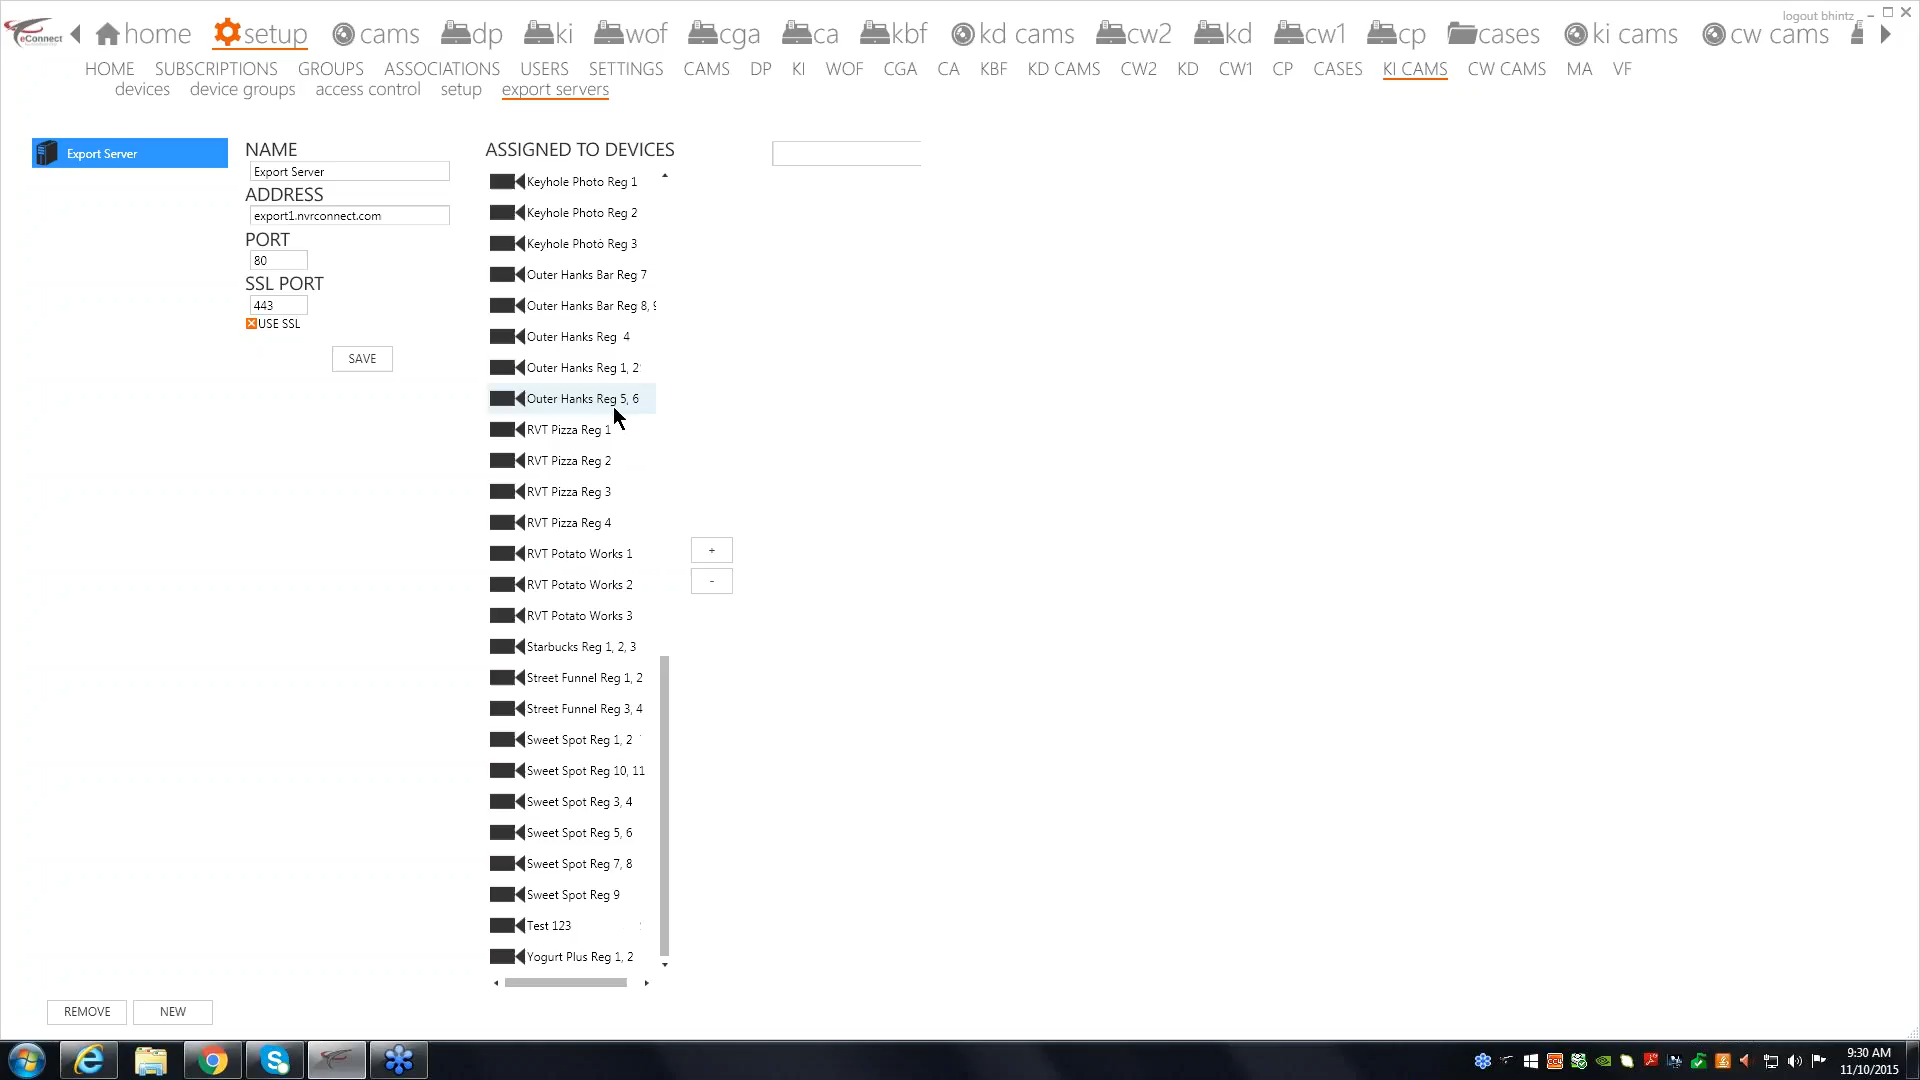 logout bhintz
eConnect home setup cams dp ki wof cga ca kbf kd cams cw2 kd cw1 cp cases ki cams cw cams
HOME SUBSCRIPTIONS GROUPS ASSOCIATIONS USERS SETTINGS CAMS DP KI WOF CGA CA KBF KD CAMS CW2 KD CW1 CP CASES KI CAMS CW CAMS MA VF
devices device groups access control setup export servers
Export Server
NAME
Export Server
ADDRESS
export1.nvrconnect.com
PORT
80
SSL PORT
443
USE SSL
SAVE
ASSIGNED TO DEVICES
Keyhole Photo Reg 1
Keyhole Photo Reg 2
Keyhole Photo Reg 3
Outer Hanks Bar Reg 7
Outer Hanks Bar Reg 8, 9
Outer Hanks Reg 4
Outer Hanks Reg 1, 2
Outer Hanks Reg 5, 6
RVT Pizza Reg 1
RVT Pizza Reg 2
RVT Pizza Reg 3
RVT Pizza Reg 4
RVT Potato Works 1
RVT Potato Works 2
RVT Potato Works 3
Starbucks Reg 1, 2, 3
Street Funnel Reg 1, 2
Street Funnel Reg 3, 4
Sweet Spot Reg 1, 2
Sweet Spot Reg 10, 11
Sweet Spot Reg 3, 4
Sweet Spot Reg 5, 6
Sweet Spot Reg 7, 8
Sweet Spot Reg 9
Test 123
Yogurt Plus Reg 1, 2
+
-
REMOVE NEW
9:30 AM
11/10/2015